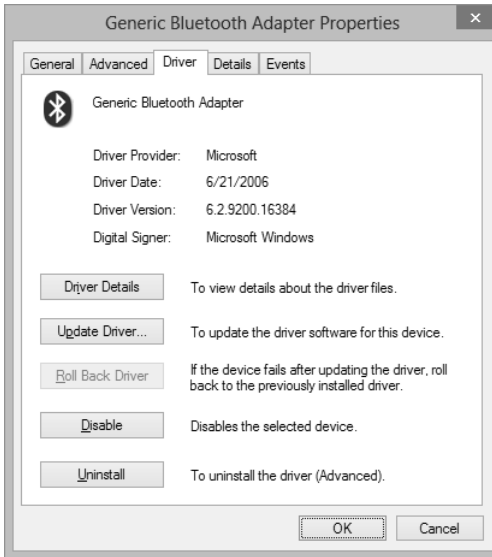 Generic Bluetooth Adapter Properties
General Advanced Driver Details Events
Generic Bluetooth Adapter
Driver Provider: Microsoft
Driver Date: 6/21/2006
Driver Version: 6.2.9200.16384
Digital Signer: Microsoft Windows
Driver Details To view details about the driver files.
Update Driver... To update the driver software for this device.
Roll Back Driver If the device fails after updating the driver, roll
back to the previously installed driver.
Disable Disables the selected device.
Uninstall To uninstall the driver (Advanced).
OK Cancel